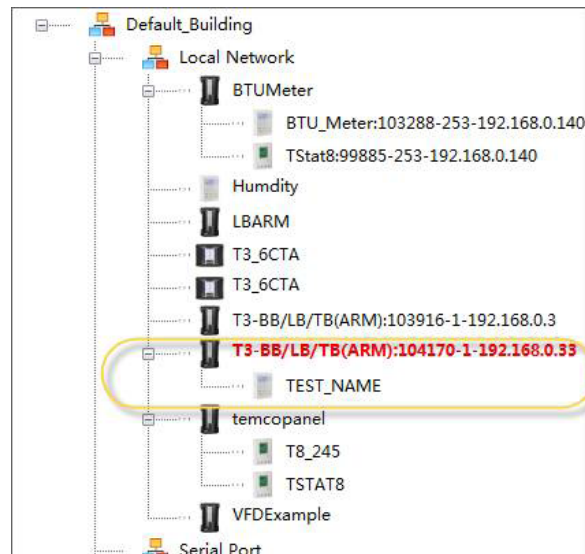 Default_Building
Local Network
BTUMeter
BTU_Meter:103288-253-192.168.0.140
TStat8:99885-253-192.168.0.140
Humdity
LBARM
T3_6CTA
T3_6CTA
T3-BB/LB/TB(ARM):103916-1-192.168.0.3
T3-BB/LB/TB(ARM):104170-1-192.168.0.33
TEST_NAME
temcopanel
T8_245
TSTAT8
VFDExample
Serial Port